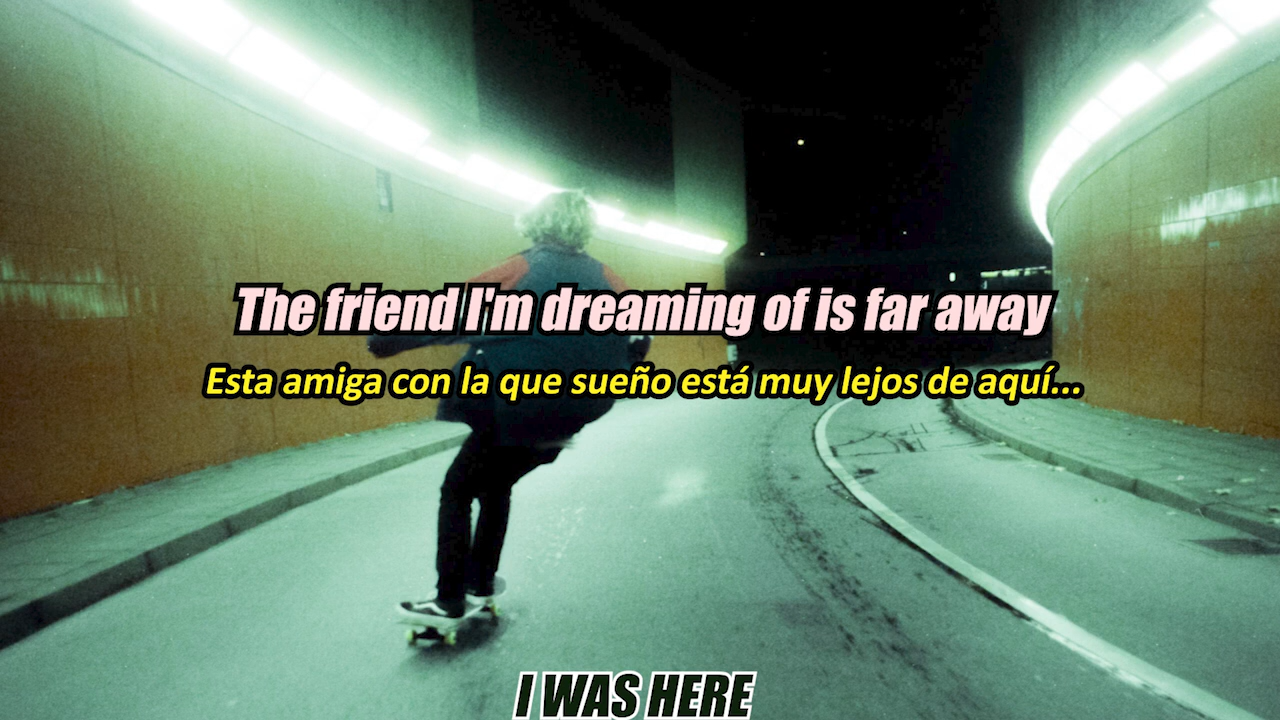 The friend I'm dreaming of is far away
Esta amiga con la que sueño está muy lejos de aquí...
I WAS HERE